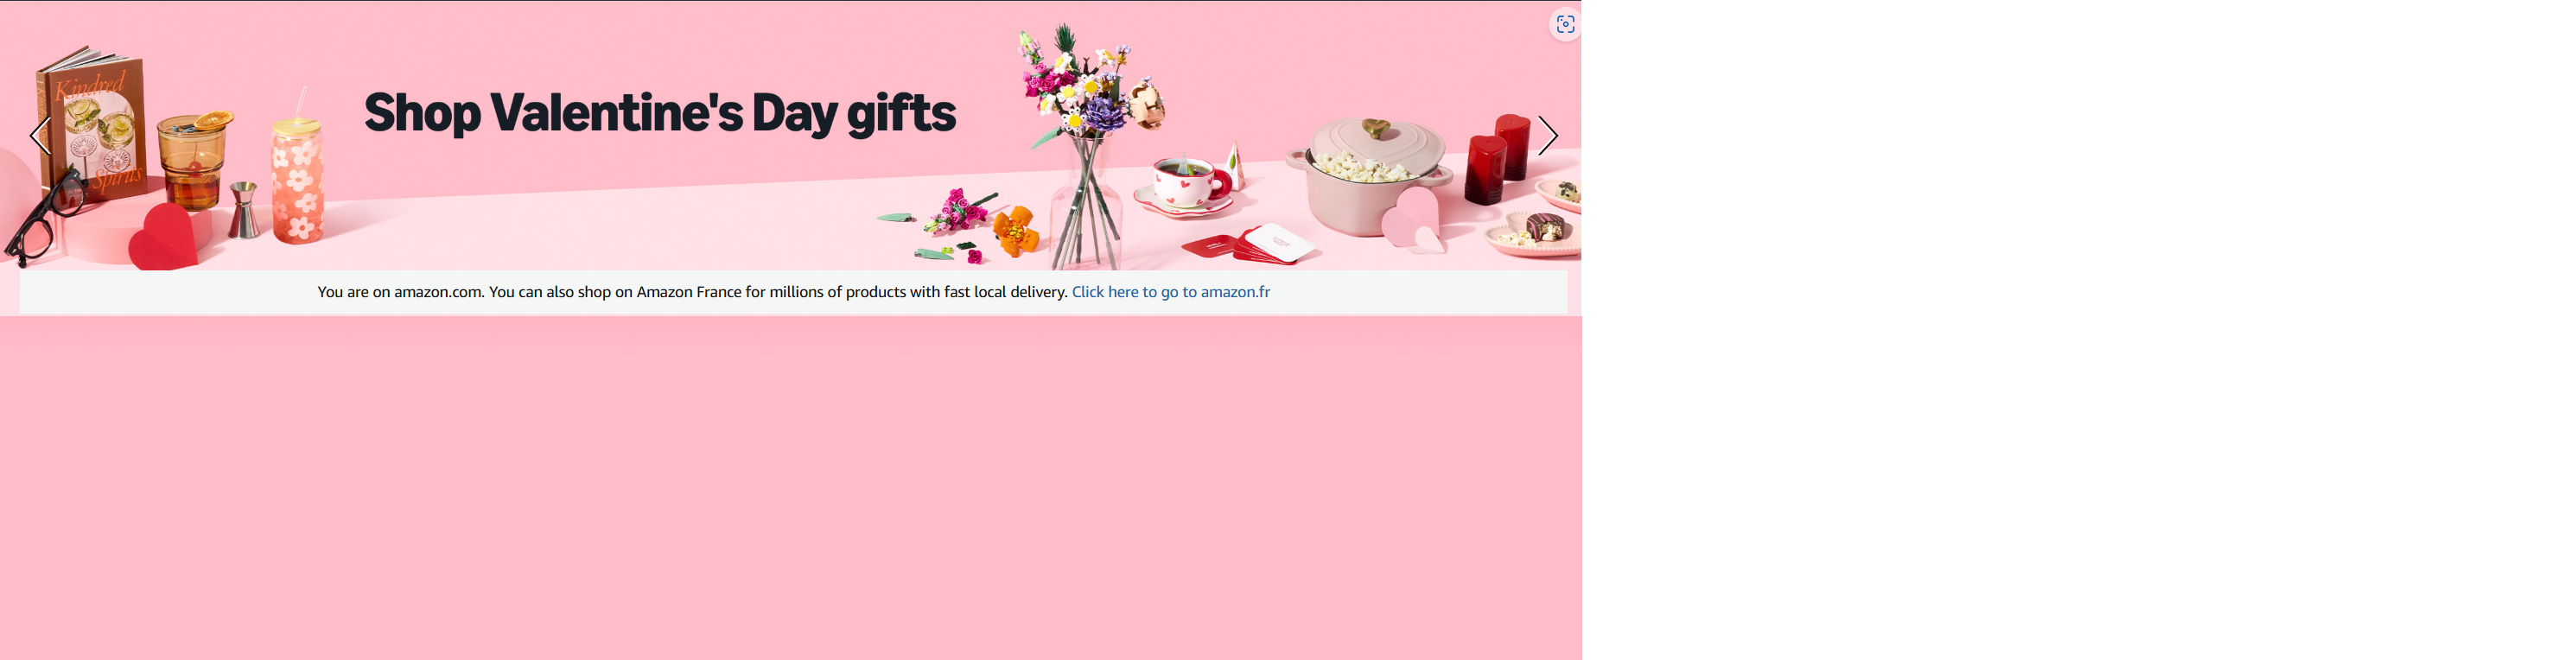 Kindred
Spirits
Shop Valentine's Day gifts
You are on amazon.com. You can also shop on Amazon France for millions of products with fast local delivery. Click here to go to amazon.fr